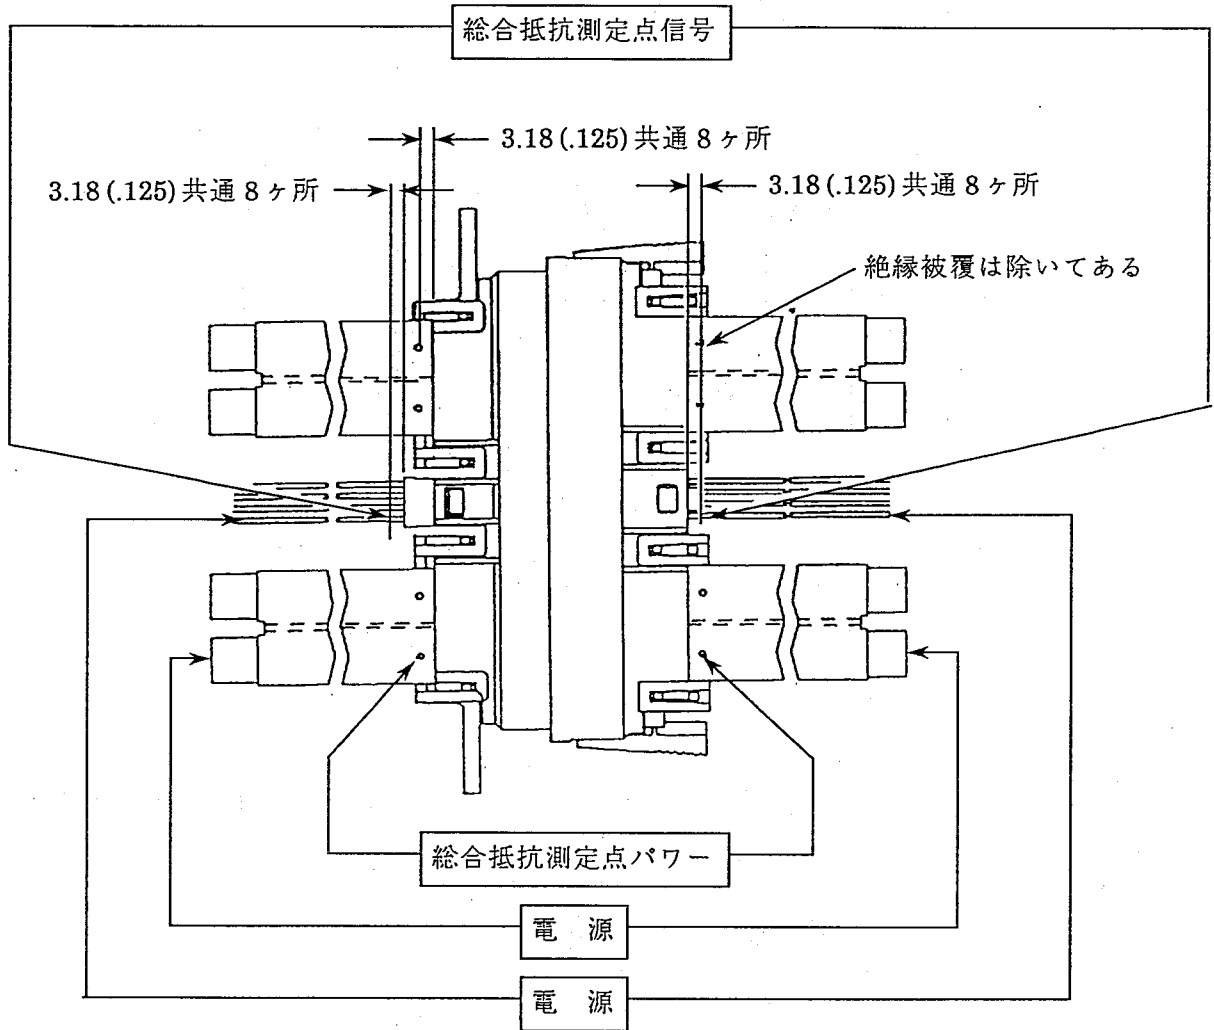 総合抵抗測定点信号
3.18 (.125) 共通 8 ヶ所
3.18 (.125) 共通 8 ヶ所
3.18 (.125) 共通 8 ヶ所
絶縁被覆は除いてある
総合抵抗測定点パワー
電 源
電 源